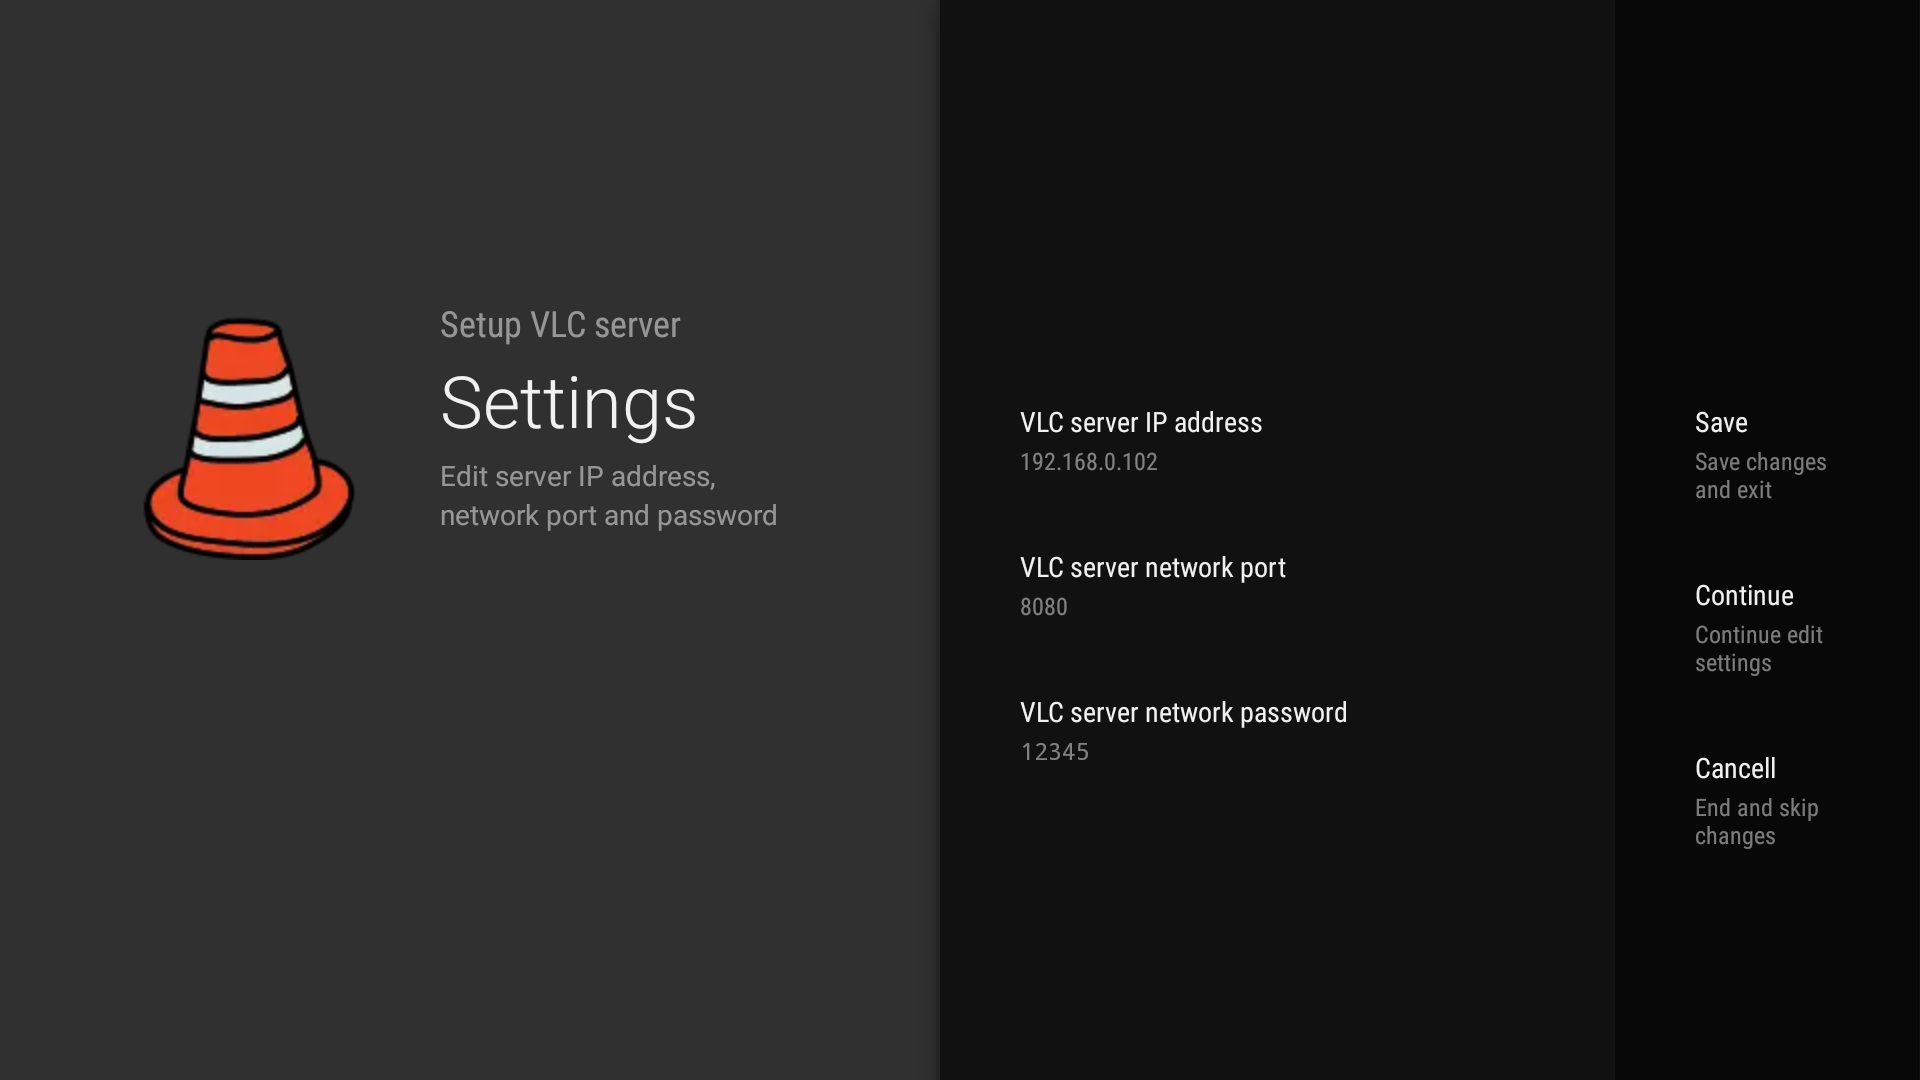 Setup VLC server
Settings
Edit server IP address,
network port and password
VLC server IP address
192.168.0.102
VLC server network port
8080
VLC server network password
12345
Save
Save changes
and exit
Continue
Continue edit
settings
Cancell
End and skip
changes